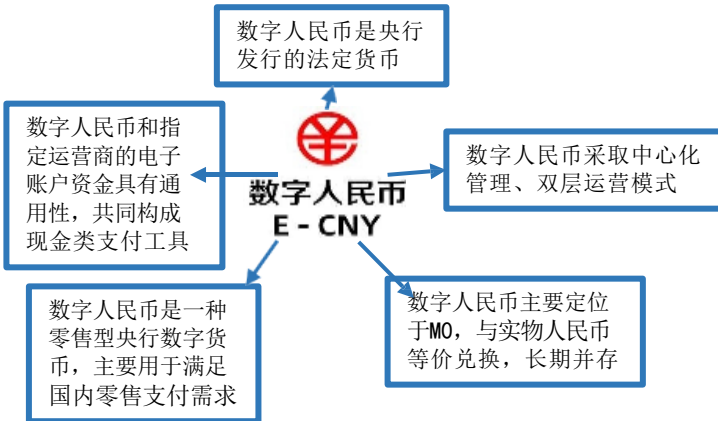 数字人民币是央行
发行的法定货币
数字人民币和指
定运营商的电子
账户资金具有通
用性，共同构成
现金类支付工具
数字人民币
E - CNY
数字人民币采取中心化
管理、双层运营模式
数字人民币是一种
零售型央行数字货
币，主要用于满足
国内零售支付需求
数字人民币主要定位
于M0，与实物人民币
等价兑换，长期并存